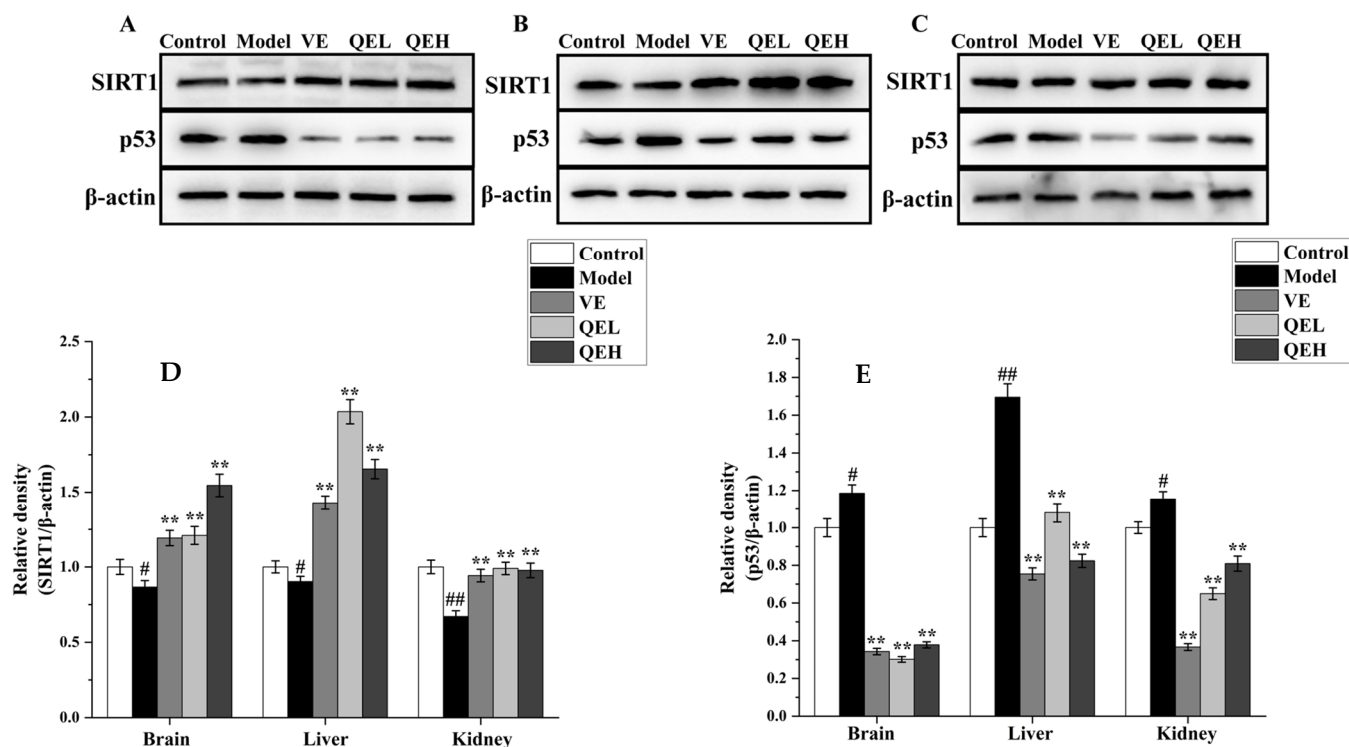 A
Control Model VE QEL QEH
SIRT1
p53
β-actin
B
Control Model VE QEL QEH
SIRT1
p53
β-actin
C
Control Model VE QEL QEH
SIRT1
p53
β-actin
Control
Model
VE
QEL
QEH
D
Relative density
(SIRT1/β-actin)
2.5
2.0
1.5
1.0
0.5
0.0
# ** ** **
# ** ** **
## ** ** **
Brain Liver Kidney
Control
Model
VE
QEL
QEH
E
Relative density
(p53/β-actin)
2.0
1.8
1.6
1.4
1.2
1.0
0.8
0.6
0.4
0.2
0.0
# ** ** **
## ** ** **
# ** ** **
Brain Liver Kidney